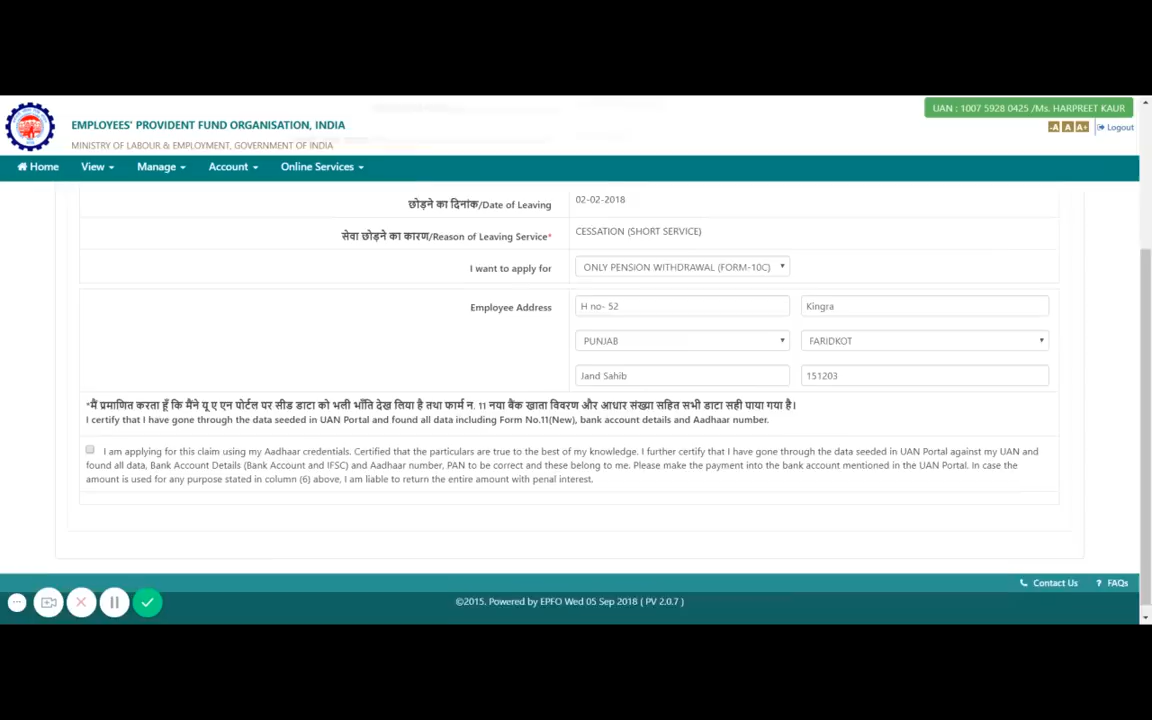 UAN : 1007 5928 0425 /Ms. HARPREET KAUR
EMPLOYEES' PROVIDENT FUND ORGANISATION, INDIA
-A A A+ Logout
MINISTRY OF LABOUR & EMPLOYMENT, GOVERNMENT OF INDIA
Home View Manage Account Online Services
छोड़ने का दिनांक/Date of Leaving 02-02-2018
सेवा छोड़ने का कारण/Reason of Leaving Service* CESSATION (SHORT SERVICE)
I want to apply for ONLY PENSION WITHDRAWAL (FORM-10C)
Employee Address H no- 52 Kingra
PUNJAB FARIDKOT
Jand Sahib 151203
*मैं प्रमाणित करता हूँ कि मैंने यू ए एन पोर्टल पर सीड डाटा को भली भाँति देख लिया है तथा फार्म न. 11 नया बैंक खाता विवरण और आधार संख्या सहित सभी डाटा सही पाया गया है।
I certify that I have gone through the data seeded in UAN Portal and found all data including Form No.11(New), bank account details and Aadhaar number.
I am applying for this claim using my Aadhaar credentials. Certified that the particulars are true to the best of my knowledge. I further certify that I have gone through the data seeded in UAN Portal against my UAN and
found all data, Bank Account Details (Bank Account and IFSC) and Aadhaar number, PAN to be correct and these belong to me. Please make the payment into the bank account mentioned in the UAN Portal. In case the
amount is used for any purpose stated in column (6) above, I am liable to return the entire amount with penal interest.
Contact Us ? FAQs
©2015. Powered by EPFO Wed 05 Sep 2018 ( PV 2.0.7 )